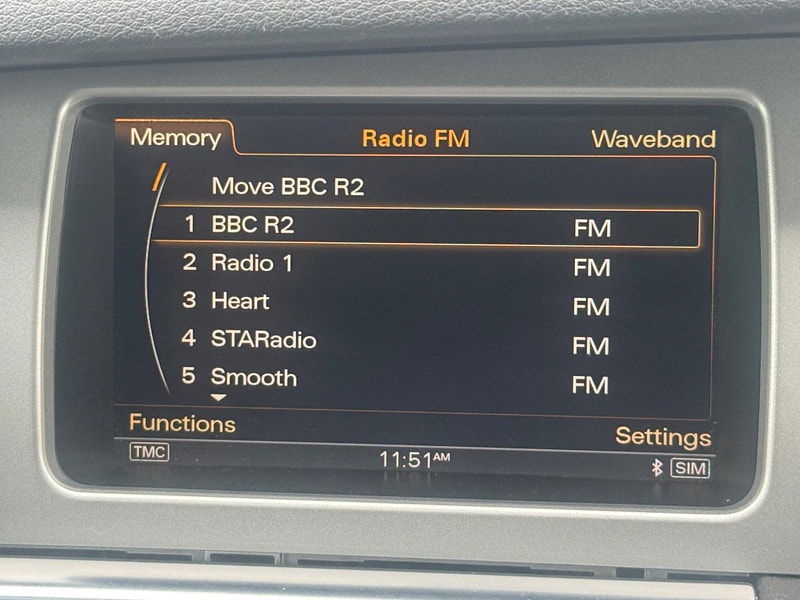 Memory Radio FM Waveband
Move BBC R2
1 BBC R2 FM
2 Radio 1 FM
3 Heart FM
4 STARadio FM
5 Smooth FM
Functions Settings
TMC 11:51AM SIM